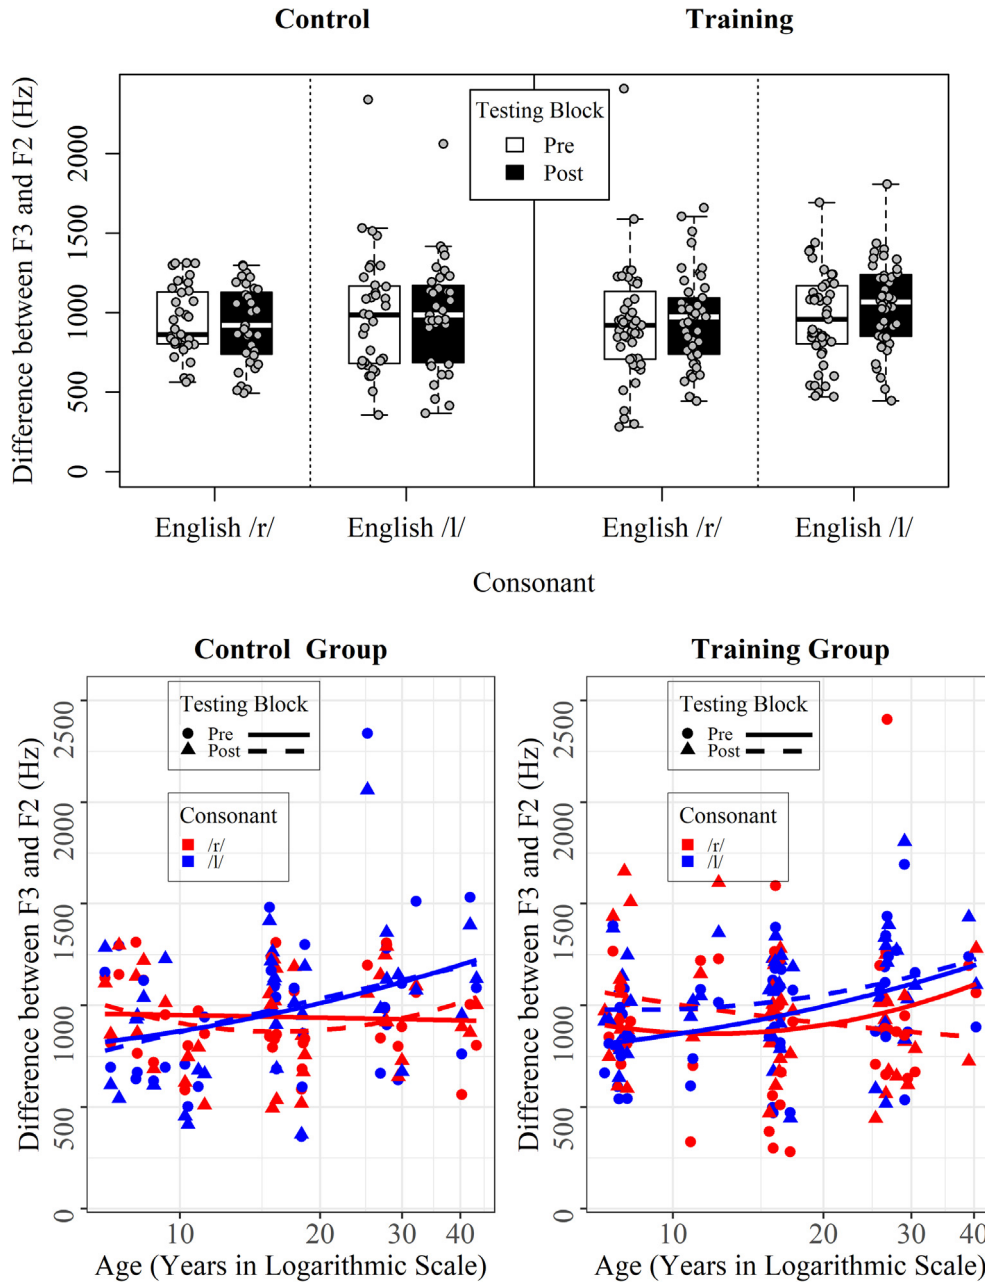 Control Training
Difference between F3 and F2 (Hz)
0 500 1000 1500 2000
Testing Block
Pre
Post
English /r/ English /l/ English /r/ English /l/
Consonant
Control Group
Difference between F3 and F2 (Hz)
0 500 1000 1500 2000 2500
Testing Block
Pre
Post
Consonant
/r/
/l/
10 20 30 40
Age (Years in Logarithmic Scale)
Training Group
Difference between F3 and F2 (Hz)
0 500 1000 1500 2000 2500
Testing Block
Pre
Post
Consonant
/r/
/l/
10 20 30 40
Age (Years in Logarithmic Scale)